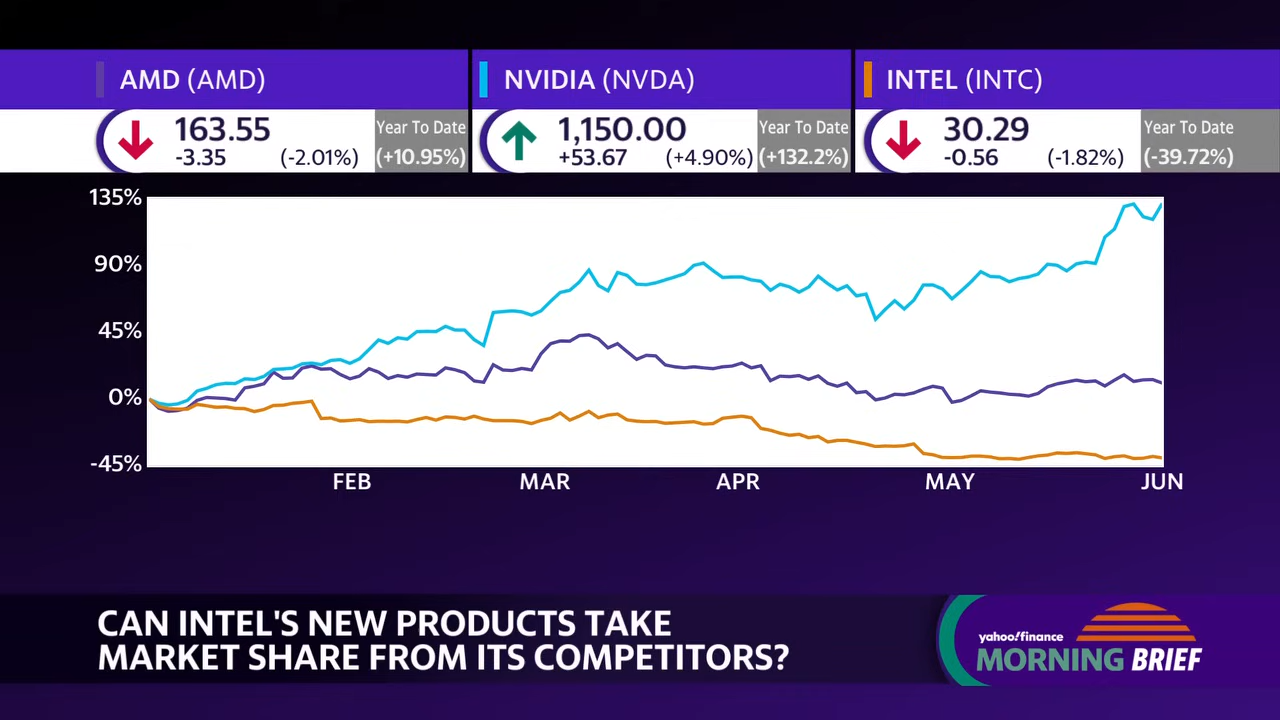 AMD (AMD)
163.55
-3.35 (-2.01%)
Year To Date
(+10.95%)
NVIDIA (NVDA)
1,150.00
+53.67 (+4.90%)
Year To Date
(+132.2%)
INTEL (INTC)
30.29
-0.56 (-1.82%)
Year To Date
(-39.72%)
135%
90%
45%
0%
-45%
FEB MAR APR MAY JUN
CAN INTEL'S NEW PRODUCTS TAKE
MARKET SHARE FROM ITS COMPETITORS?
yahoo!finance
MORNING BRIEF